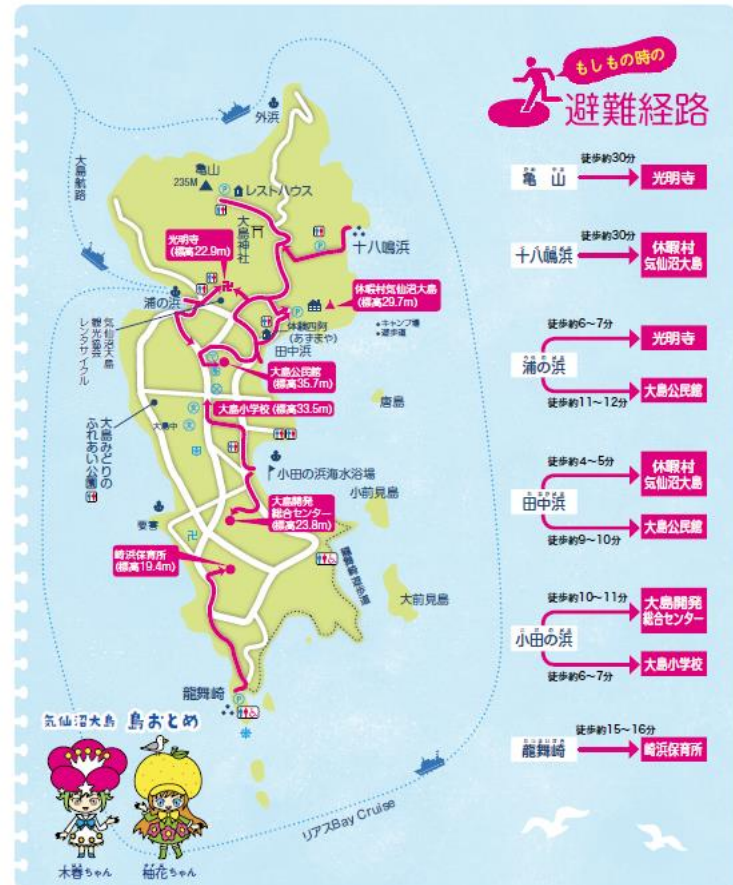 もしもの時の
避難経路
徒歩約30分
亀山
光明寺
徒歩約30分
十八鳴浜
休暇村
気仙沼大島
徒歩約6〜7分
光明寺
浦の浜
大島公民館
徒歩約11〜12分
徒歩約4〜5分
休暇村
気仙沼大島
田中浜
大島公民館
徒歩約9〜10分
徒歩約10〜11分
大島開発
総合センター
小田の浜
大島小学校
徒歩約6〜7分
徒歩約15〜16分
龍舞崎
崎浜保育所
外浜
大島航路
亀山
235M
レストハウス
大島神社
光明寺
(標高22.9m)
十八鳴浜
休暇村気仙沼大島
(標高29.7m)
浦の浜
気仙沼大島
観光協会
レンタサイクル
休憩四阿
(あずまや)
田中浜
キャンプ場
遊歩道
大島公民館
(標高35.7m)
大島小学校(標高33.5m)
唐島
大島中
大島みどりの
ふれあい公園
小田の浜海水浴場
小前見島
大島開発
総合センター
(標高23.8m)
要害
崎浜保育所
(標高19.4m)
龍舞崎遊歩道
大前見島
龍舞崎
気仙沼大島 島おとめ
木春ちゃん
柚花ちゃん
リアスBay Cruise